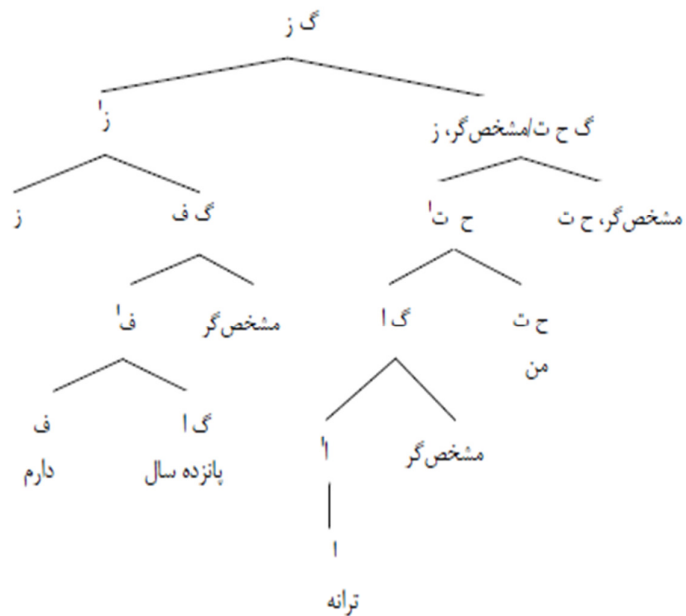 گ ز
گ ح ت/مشخص‌گر، ز
ز'
مشخص‌گر، ح ت
ح ت'
گ ف
ز
ح ت
گ ا
مشخص‌گر
ف'
من
مشخص‌گر
ا'
گ ا
ف
پانزده سال
دارم
ا
ترانه